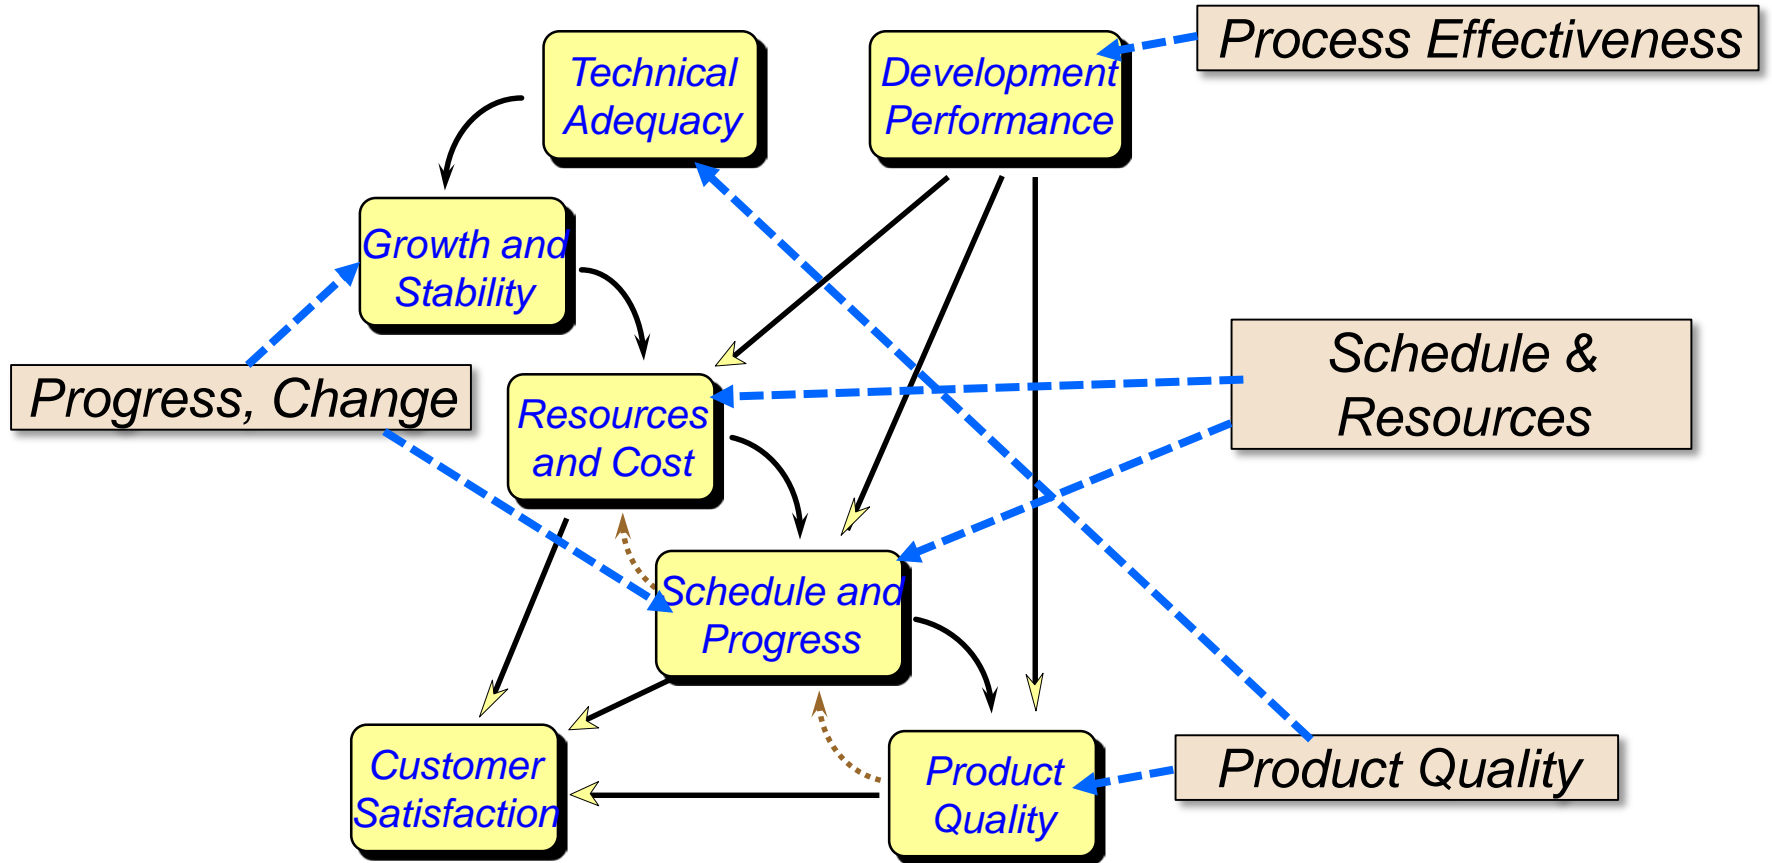 Process Effectiveness
Technical
Adequacy
Development
Performance
Growth and
Stability
Schedule &
Resources
Progress, Change
Resources
and Cost
Schedule and
Progress
Customer
Satisfaction
Product
Quality
Product Quality